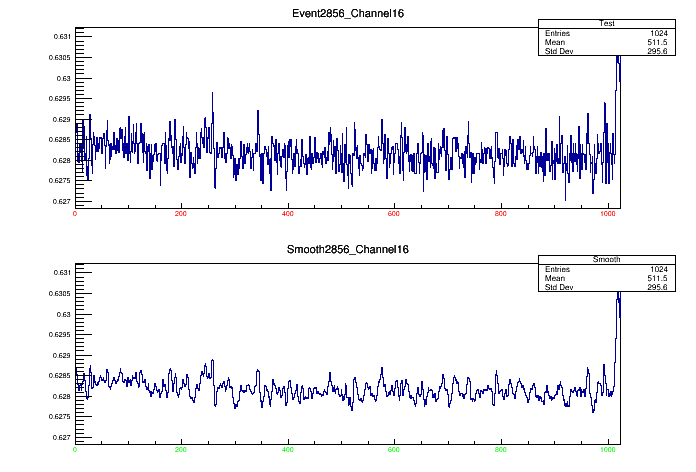 Event2856_Channel16
Test
Entries 1024
Mean 511.5
Std Dev 295.6
0.631
0.6305
0.63
0.6295
0.629
0.6285
0.628
0.6275
0.627
0 200 400 600 800 1000
Smooth2856_Channel16
Smooth
Entries 1024
Mean 511.5
Std Dev 295.6
0.631
0.6305
0.63
0.6295
0.629
0.6285
0.628
0.6275
0.627
0 200 400 600 800 1000